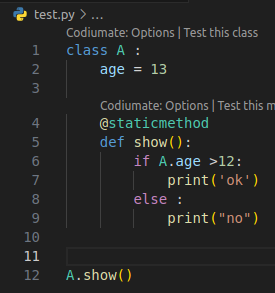 test.py > ...
Codiumate: Options | Test this class
1 class A :
2     age = 13
3
Codiumate: Options | Test this m
4     @staticmethod
5     def show():
6         if A.age >12:
7             print('ok')
8         else :
9             print("no")
10
11
12 A.show()